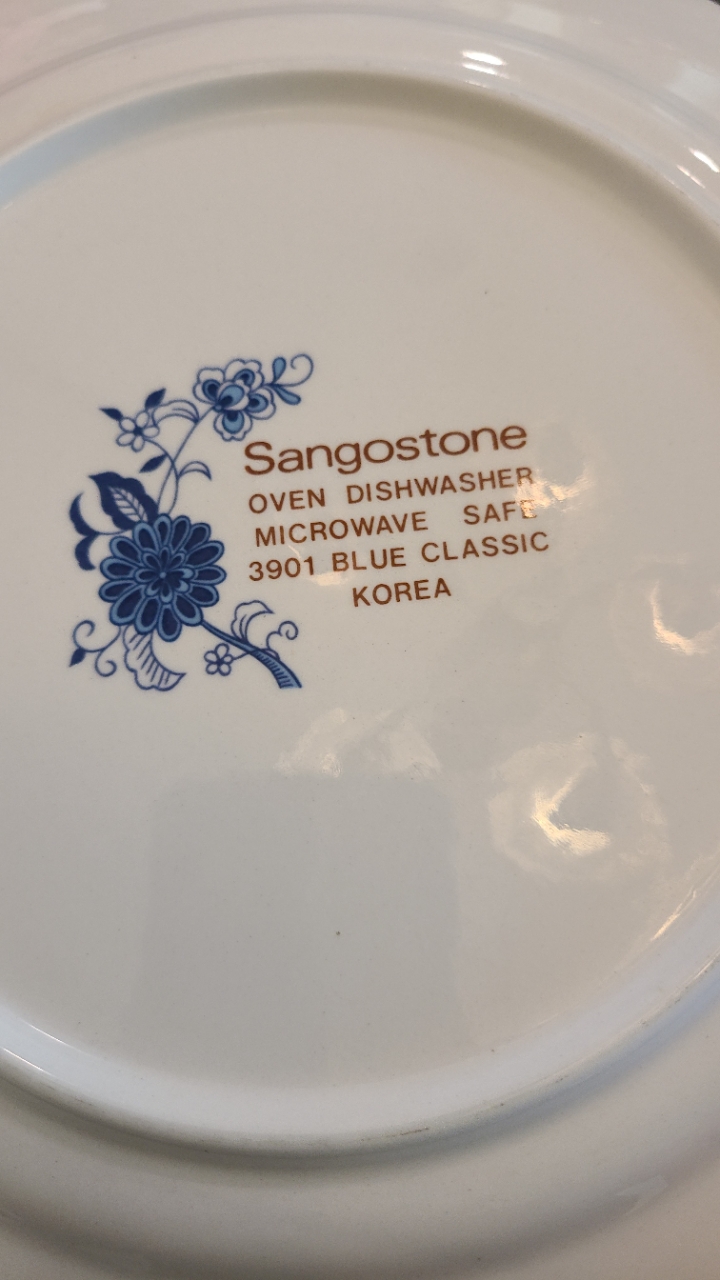 Sangostone
OVEN DISHWASHER
MICROWAVE SAFE
3901 BLUE CLASSIC
KOREA